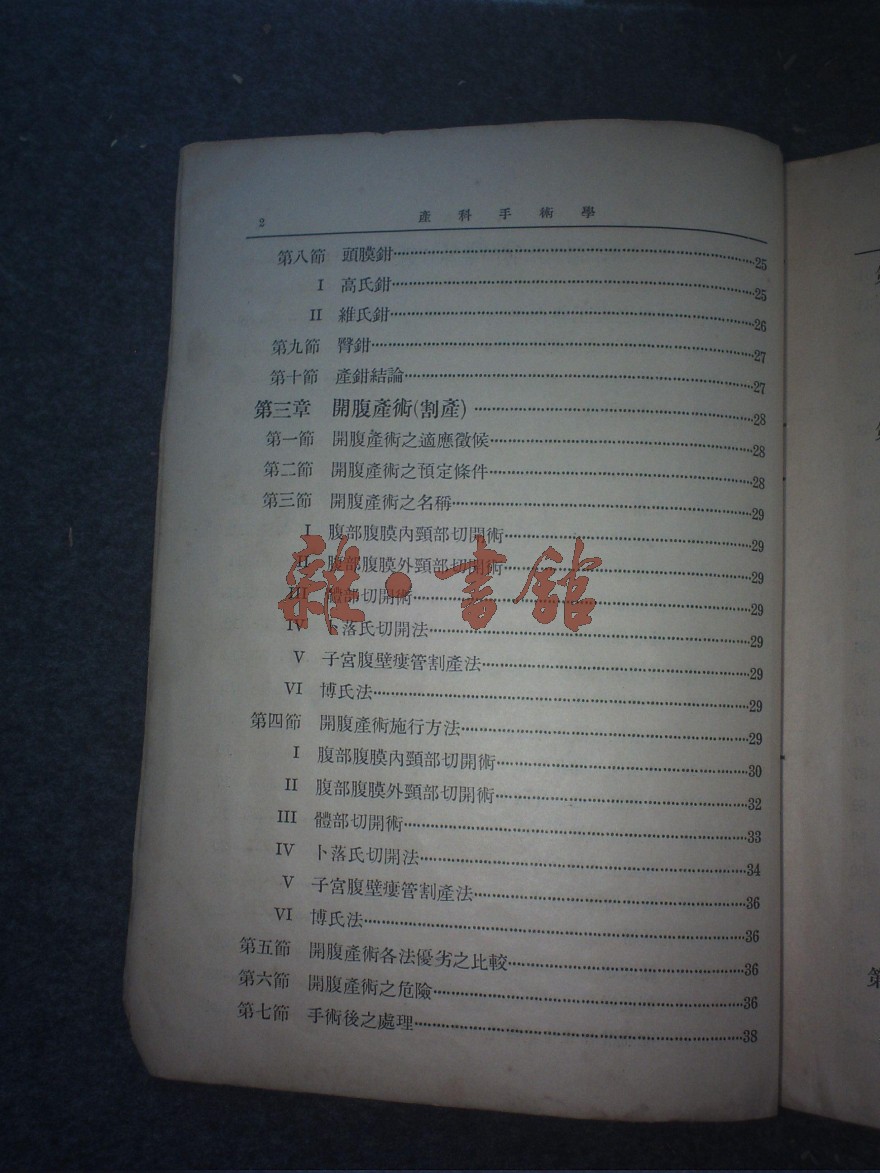 2 產科手術學
第八節 頭膜鉗……25
I 高氏鉗……25
II 維氏鉗……26
第九節 臀鉗……27
第十節 產鉗結論……27
第三章 開腹產術(割產)……28
第一節 開腹產術之適應徵候……28
第二節 開腹產術之預定條件……28
第三節 開腹產術之名稱……29
I 腹部腹膜內頸部切開術……29
II 腹部腹膜外頸部切開術……29
III 體部切開術……29
IV 卜落氏切開法……29
V 子宮腹壁瘻管割產法……29
VI 博氏法……29
第四節 開腹產術施行方法……29
I 腹部腹膜內頸部切開術……30
II 腹部腹膜外頸部切開術……32
III 體部切開術……33
IV 卜落氏切開法……34
V 子宮腹壁瘻管割產法……36
VI 博氏法……36
第五節 開腹產術各法優劣之比較……36
第六節 開腹產術之危險……36
第七節 手術後之處理……38
雜·書館